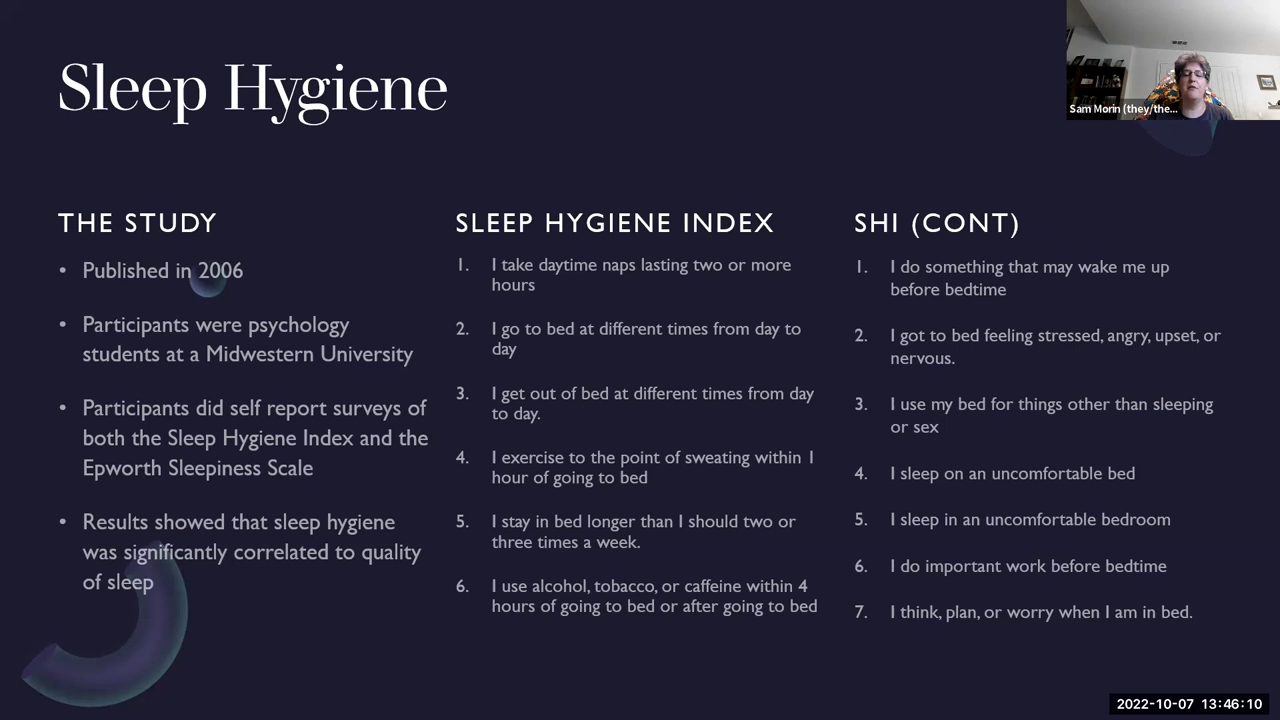 Sleep Hygiene
Sam Morin (they/the...
THE STUDY
• Published in 2006
• Participants were psychology
students at a Midwestern University
• Participants did self report surveys of
both the Sleep Hygiene Index and the
Epworth Sleepiness Scale
• Results showed that sleep hygiene
was significantly correlated to quality
of sleep
SLEEP HYGIENE INDEX
1. I take daytime naps lasting two or more
hours
2. I go to bed at different times from day to
day
3. I get out of bed at different times from day
to day.
4. I exercise to the point of sweating within 1
hour of going to bed
5. I stay in bed longer than I should two or
three times a week.
6. I use alcohol, tobacco, or caffeine within 4
hours of going to bed or after going to bed
SHI (CONT)
1. I do something that may wake me up
before bedtime
2. I got to bed feeling stressed, angry, upset, or
nervous.
3. I use my bed for things other than sleeping
or sex
4. I sleep on an uncomfortable bed
5. I sleep in an uncomfortable bedroom
6. I do important work before bedtime
7. I think, plan, or worry when I am in bed.
2022-10-07 13:46:10